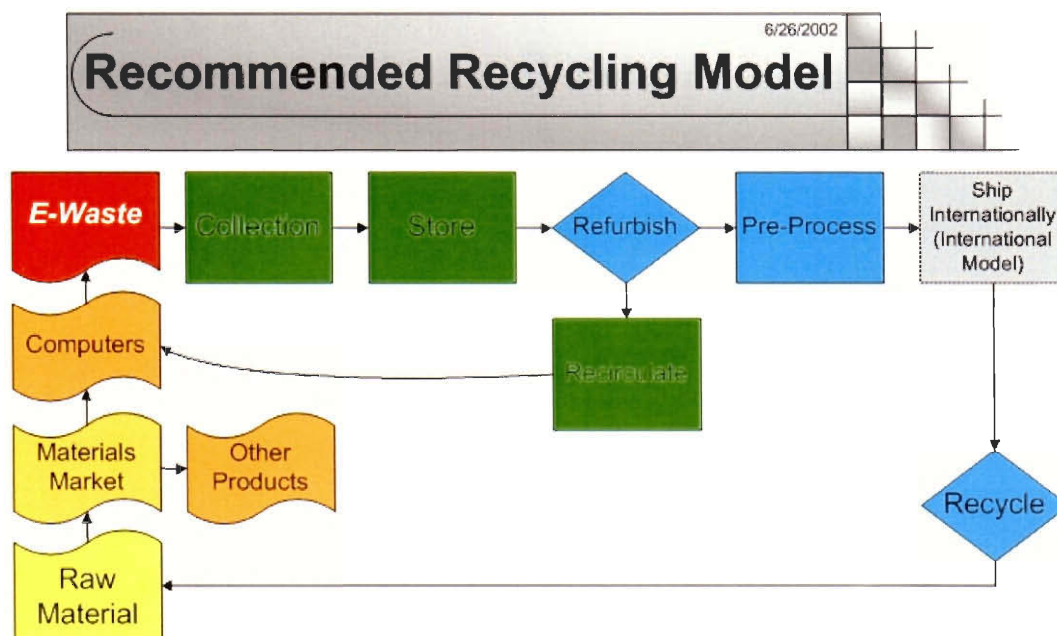 6/26/2002
Recommended Recycling Model
E-Waste
Collection
Store
Refurbish
Pre-Process
Ship
Internationally
(International
Model)
Computers
Recirculate
Materials
Market
Other
Products
Recycle
Raw
Material